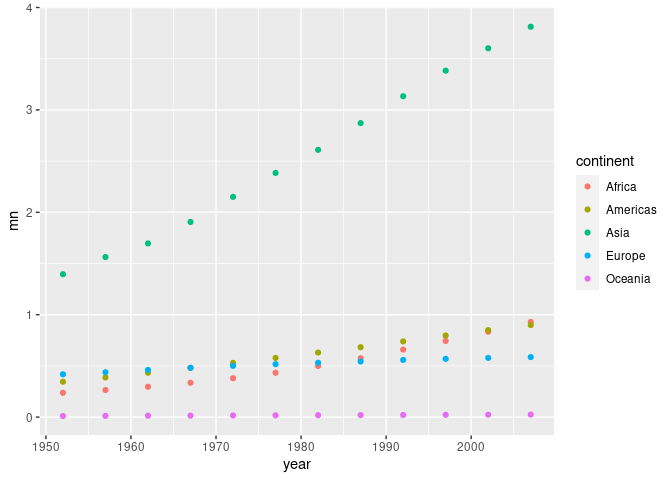 4
3
2
1
0
mn
1950 1960 1970 1980 1990 2000
year
continent
Africa
Americas
Asia
Europe
Oceania